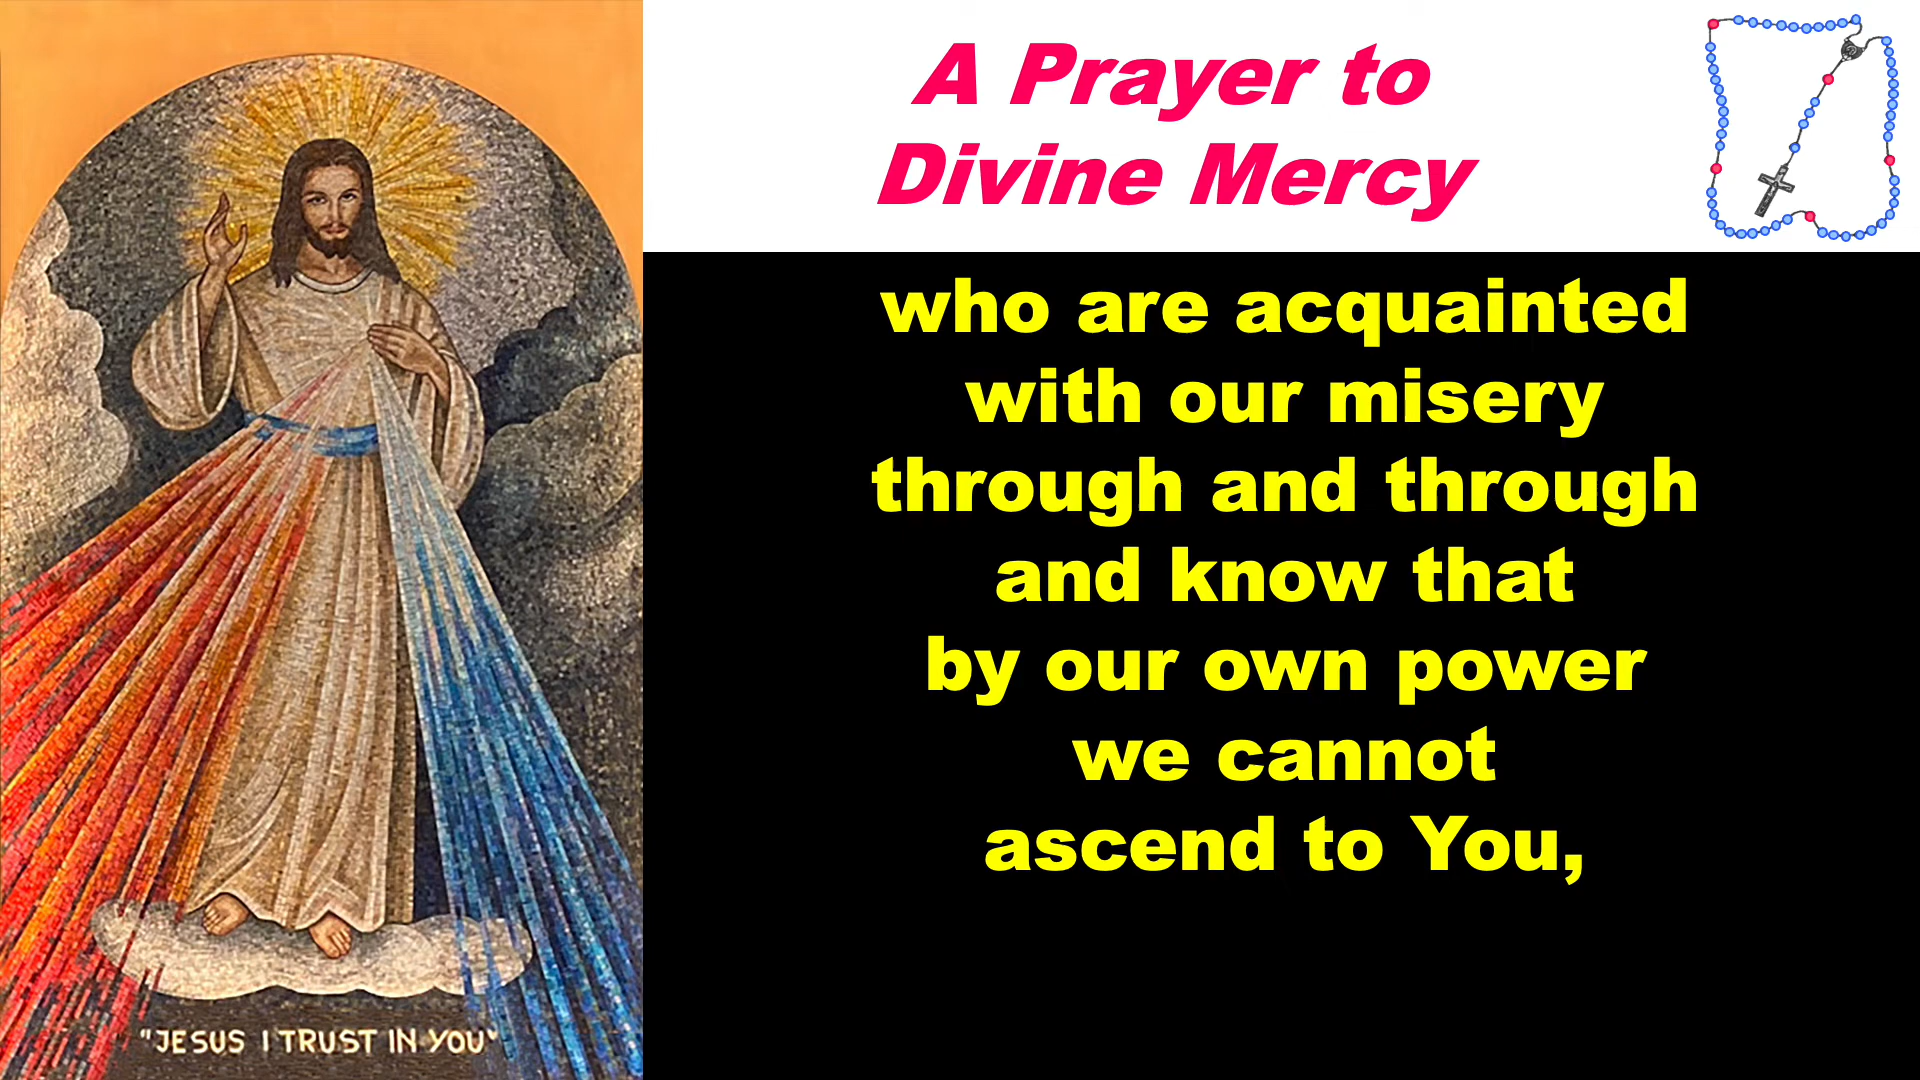 A Prayer to
Divine Mercy
who are acquainted
with our misery
through and through
and know that
by our own power
we cannot
ascend to You,
"JESUS I TRUST IN YOU"